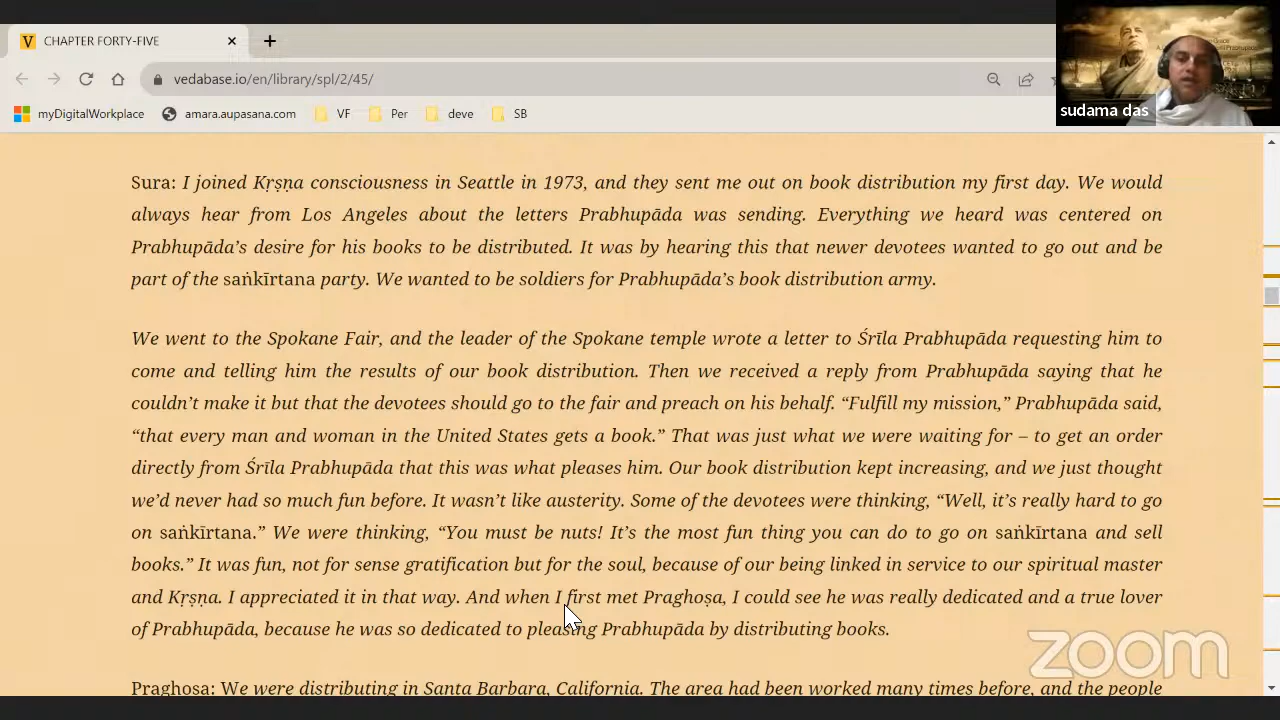 CHAPTER FORTY-FIVE
vedabase.io/en/library/spl/2/45/
myDigitalWorkplace amara.aupasana.com VF Per deve SB
sudama das
Sura: I joined Kṛṣṇa consciousness in Seattle in 1973, and they sent me out on book distribution my first day. We would
always hear from Los Angeles about the letters Prabhupāda was sending. Everything we heard was centered on
Prabhupāda’s desire for his books to be distributed. It was by hearing this that newer devotees wanted to go out and be
part of the saṅkīrtana party. We wanted to be soldiers for Prabhupāda’s book distribution army.
We went to the Spokane Fair, and the leader of the Spokane temple wrote a letter to Śrīla Prabhupāda requesting him to
come and telling him the results of our book distribution. Then we received a reply from Prabhupāda saying that he
couldn’t make it but that the devotees should go to the fair and preach on his behalf. “Fulfill my mission,” Prabhupāda said,
“that every man and woman in the United States gets a book.” That was just what we were waiting for – to get an order
directly from Śrīla Prabhupāda that this was what pleases him. Our book distribution kept increasing, and we just thought
we’d never had so much fun before. It wasn’t like austerity. Some of the devotees were thinking, “Well, it’s really hard to go
on saṅkīrtana.” We were thinking, “You must be nuts! It’s the most fun thing you can do to go on saṅkīrtana and sell
books.” It was fun, not for sense gratification but for the soul, because of our being linked in service to our spiritual master
and Kṛṣṇa. I appreciated it in that way. And when I first met Praghoṣa, I could see he was really dedicated and a true lover
of Prabhupāda, because he was so dedicated to pleasing Prabhupāda by distributing books.
Praghoṣa: We were distributing in Santa Barbara, California. The area had been worked many times before, and the people
zoom